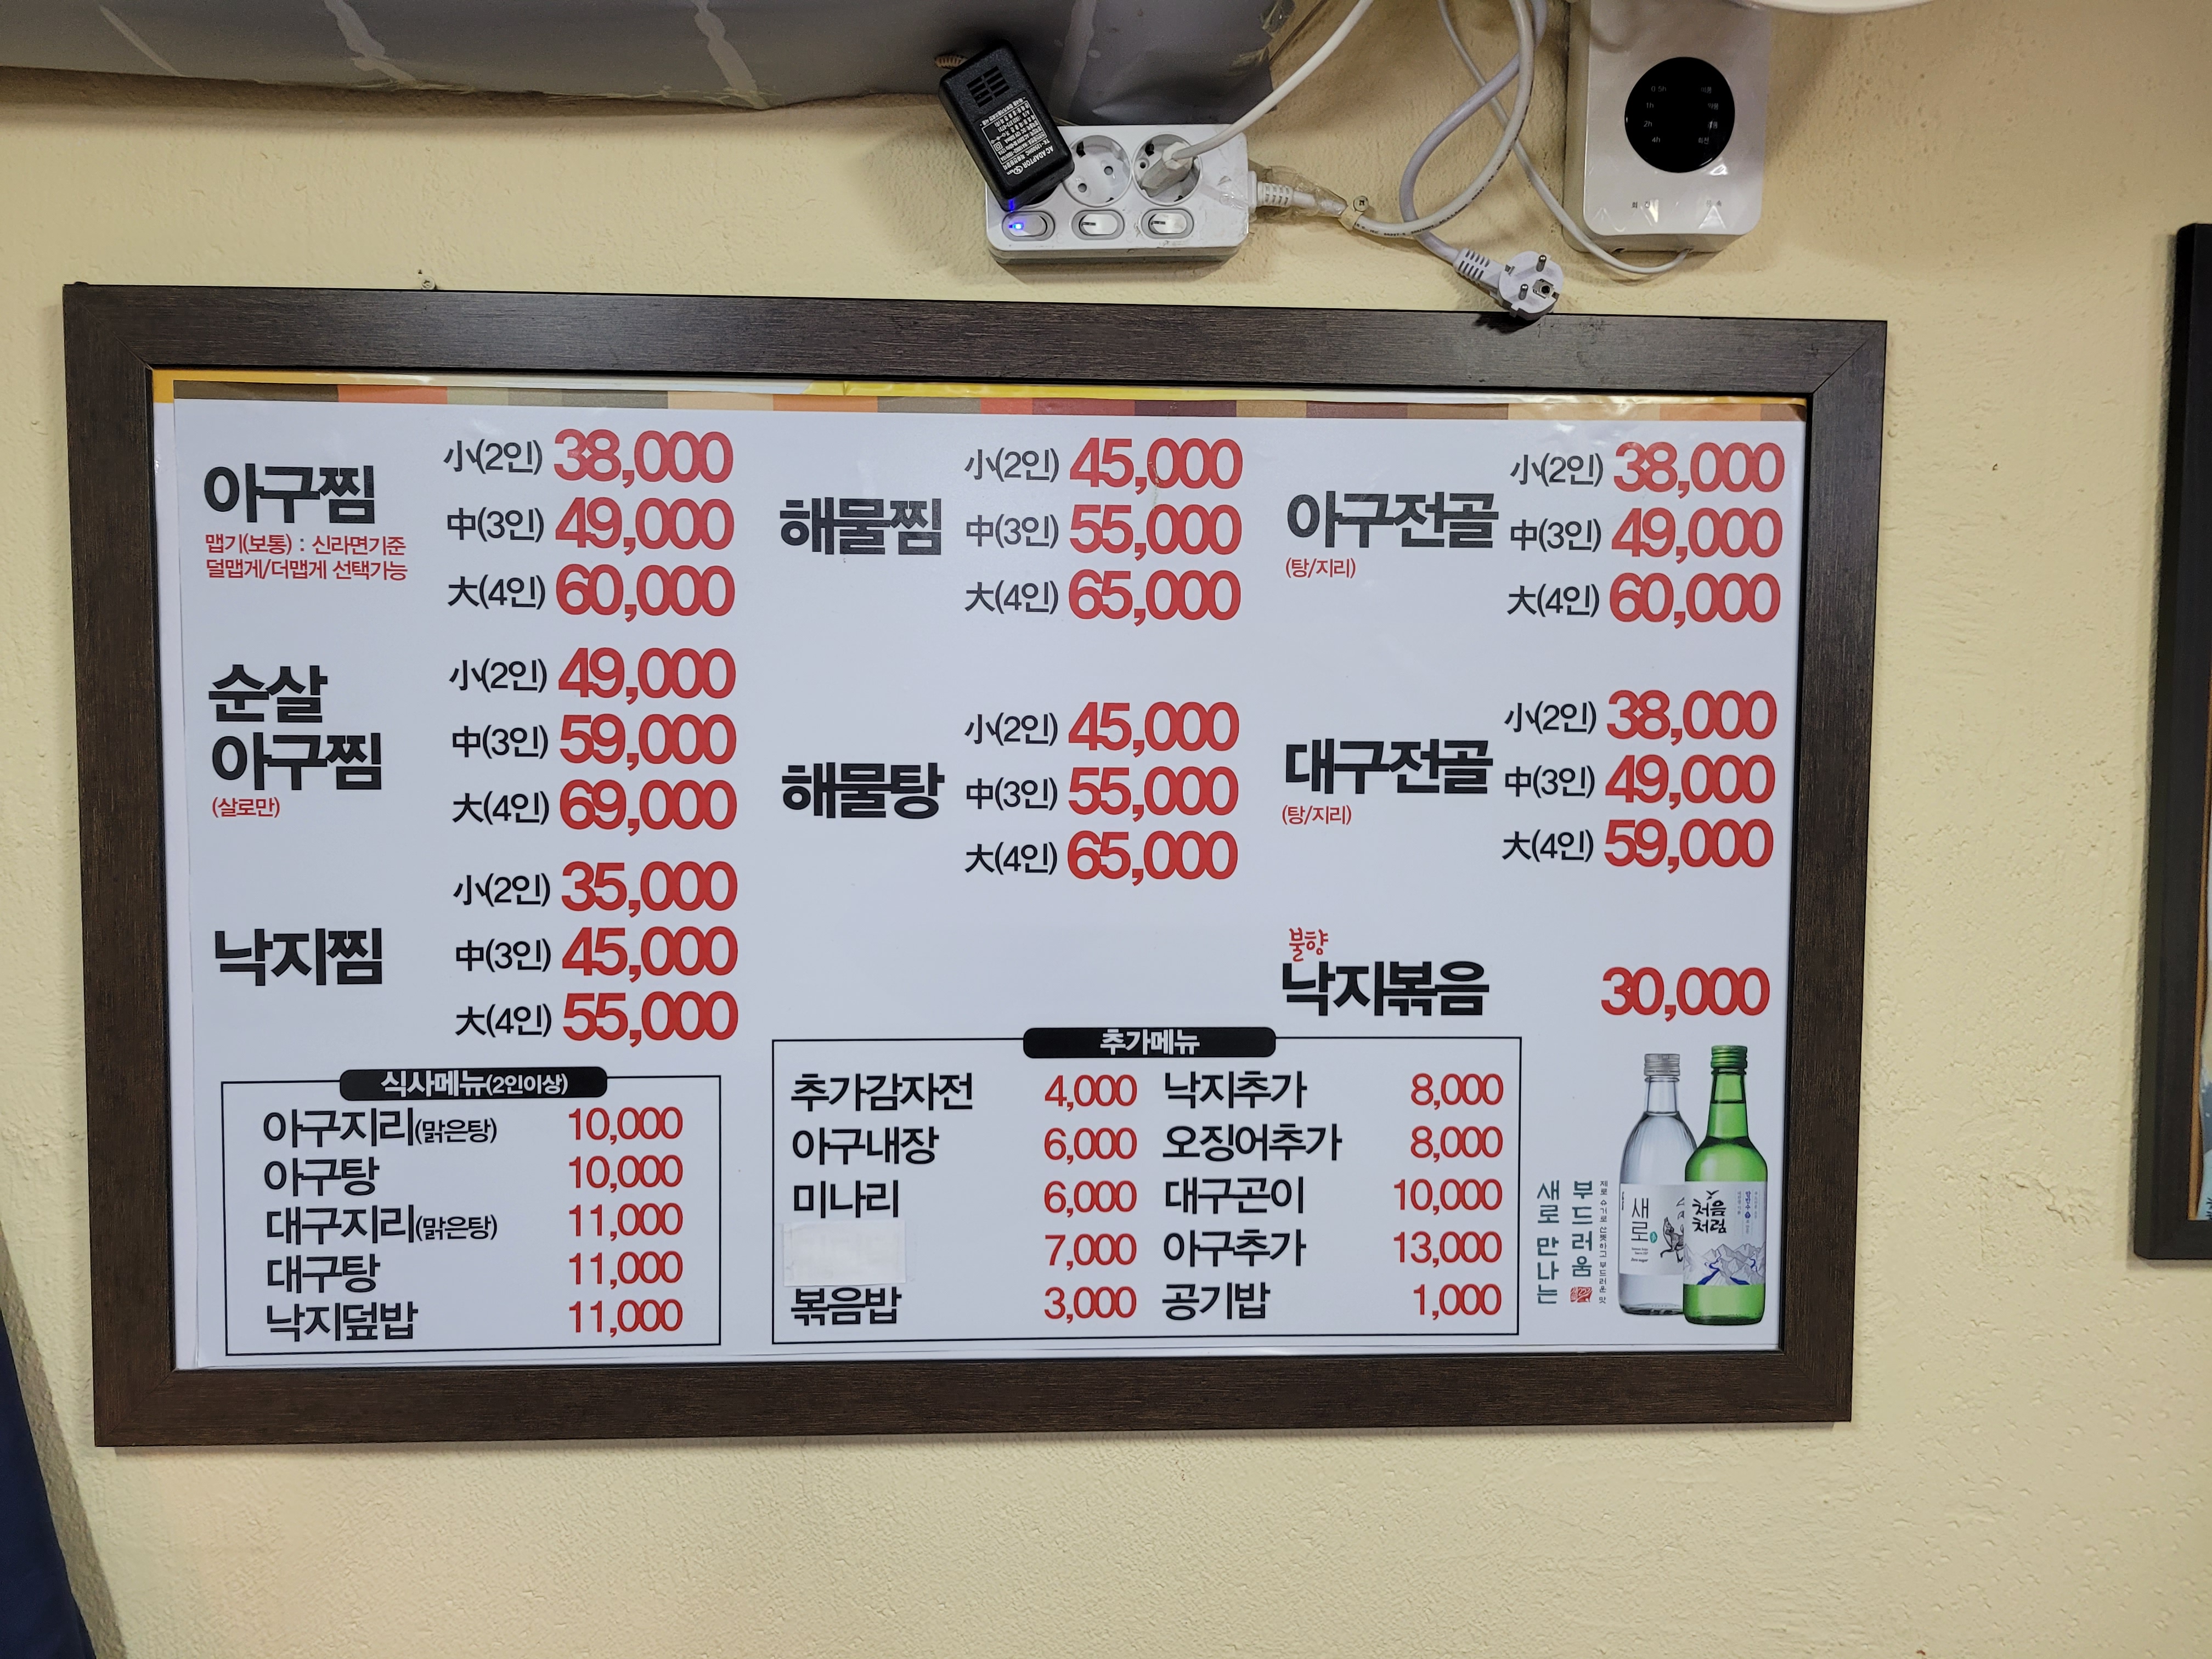 아구찜
맵기(보통) : 신라면기준
덜맵게/더맵게 선택가능
小(2인) 38,000
中(3인) 49,000
大(4인) 60,000
순살
아구찜
(살로만)
小(2인) 49,000
中(3인) 59,000
大(4인) 69,000
낙지찜
小(2인) 35,000
中(3인) 45,000
大(4인) 55,000
해물찜
小(2인) 45,000
中(3인) 55,000
大(4인) 65,000
해물탕
小(2인) 45,000
中(3인) 55,000
大(4인) 65,000
아구전골
(탕/지리)
小(2인) 38,000
中(3인) 49,000
大(4인) 60,000
대구전골
(탕/지리)
小(2인) 38,000
中(3인) 49,000
大(4인) 59,000
불향
낙지볶음 30,000
식사메뉴(2인이상)
아구지리(맑은탕) 10,000
아구탕 10,000
대구지리(맑은탕) 11,000
대구탕 11,000
낙지덮밥 11,000
추가메뉴
추가감자전 4,000 낙지추가 8,000
아구내장 6,000 오징어추가 8,000
미나리 6,000 대구곤이 10,000
7,000 아구추가 13,000
볶음밥 3,000 공기밥 1,000
새로 만나는
부드러움
새로
처음
처럼
AC ADAPTOR
0.5h
1h
2h
4h